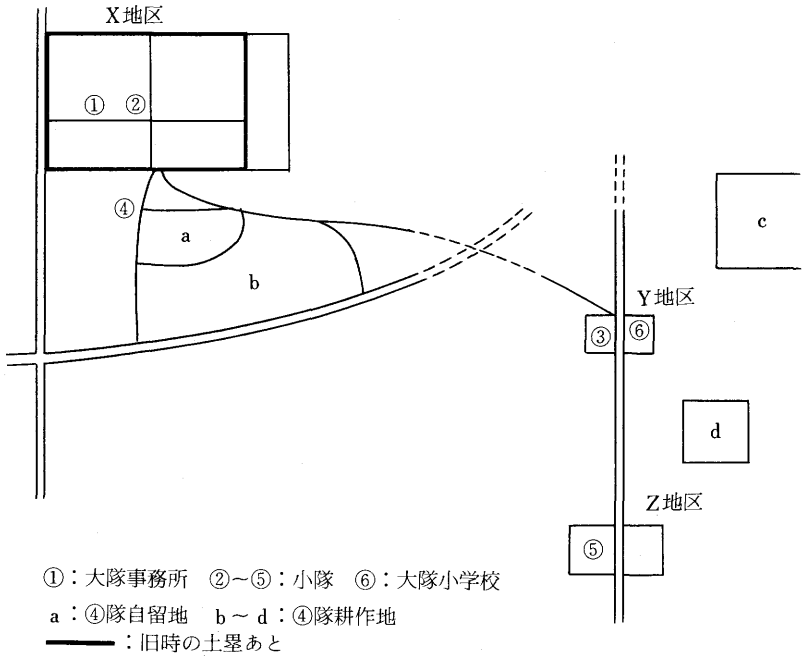 X地区
① ②
④
a
b
c
Y地区
③ ⑥
d
Z地区
⑤
①：大隊事務所 ②～⑤：小隊 ⑥：大隊小学校
a：④隊自留地 b～d：④隊耕作地
：旧時の土塁あと